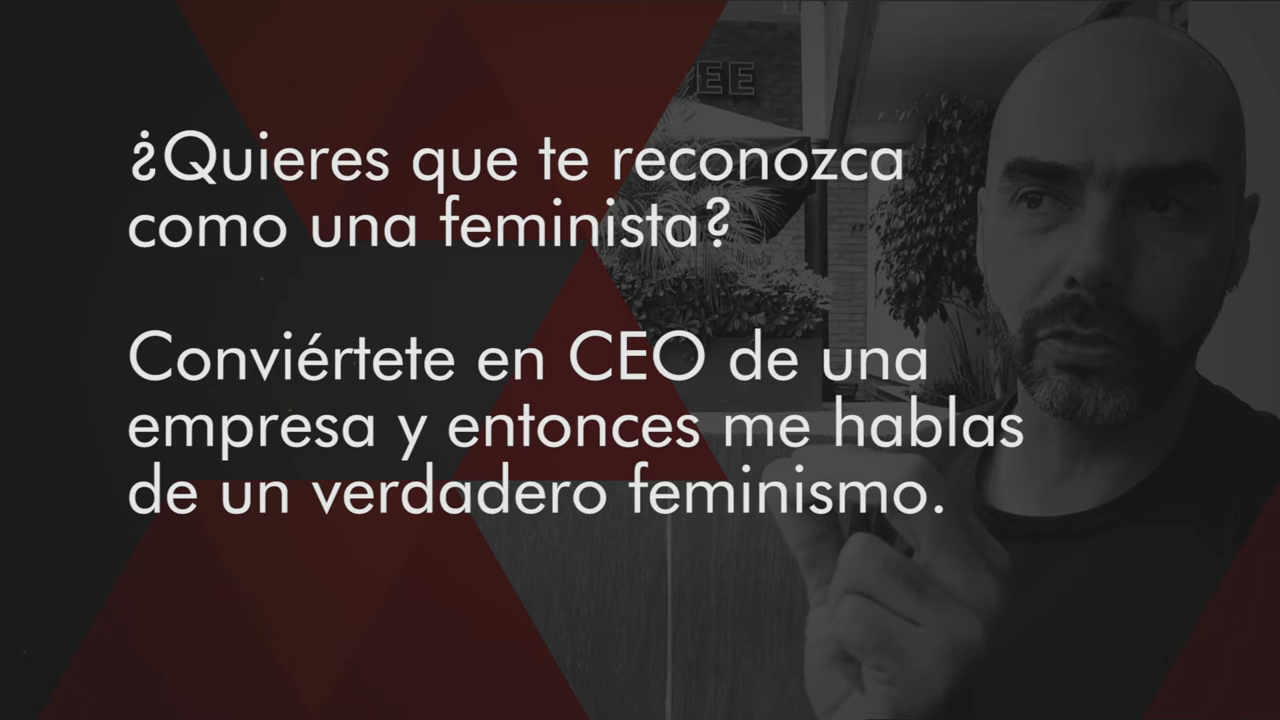 EE
¿Quieres que te reconozca
como una feminista?
Conviértete en CEO de una
empresa y entonces me hablas
de un verdadero feminismo.